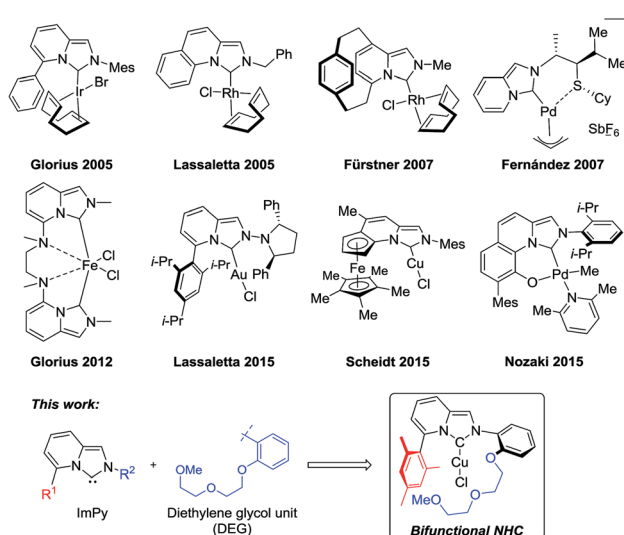 N N Mes
Ir Br
N N Ph
Cl Rh
N N Me
Cl Rh
N N
S Cy
Pd
SbF6
Glorius 2005 Lassaletta 2005 Fürstner 2007 Fernández 2007
N N
N
Fe Cl
Cl
N
N N
Ph
N N N
i-Pr i-Pr Ph
Au
Cl
i-Pr
Me
N N Mes
Fe Cu
Cl
Me Me
Me Me
Me
i-Pr
N N
i-Pr
O Pd Me
Mes N
Me Me
Glorius 2012 Lassaletta 2015 Scheidt 2015 Nozaki 2015
This work:
N N R2
R1
ImPy
+
OMe O
O
Diethylene glycol unit
(DEG)
N N
C
Cu
Cl
O
MeO O
Bifunctional NHC